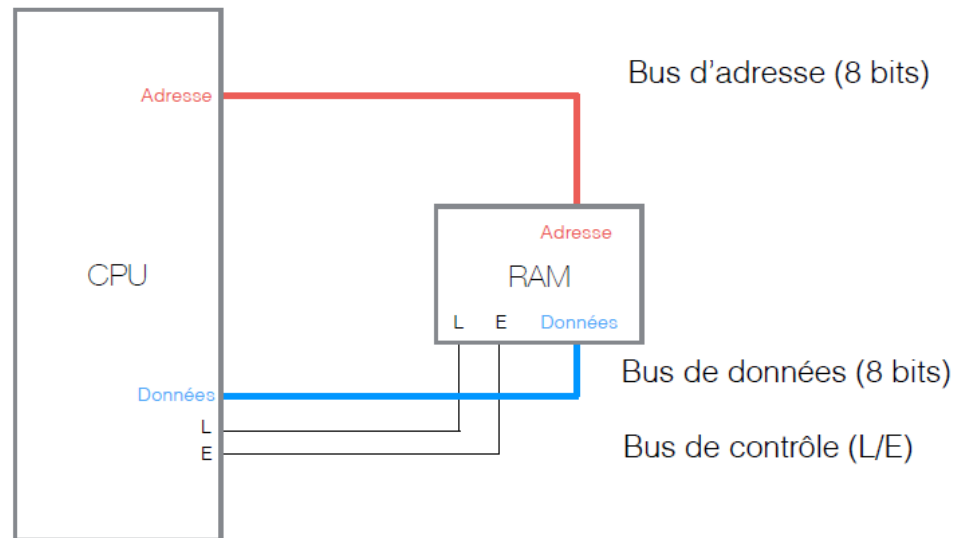 Bus d'adresse (8 bits)
Adresse
Adresse
CPU
RAM
L E Données
Bus de données (8 bits)
Données
L
Bus de contrôle (L/E)
E